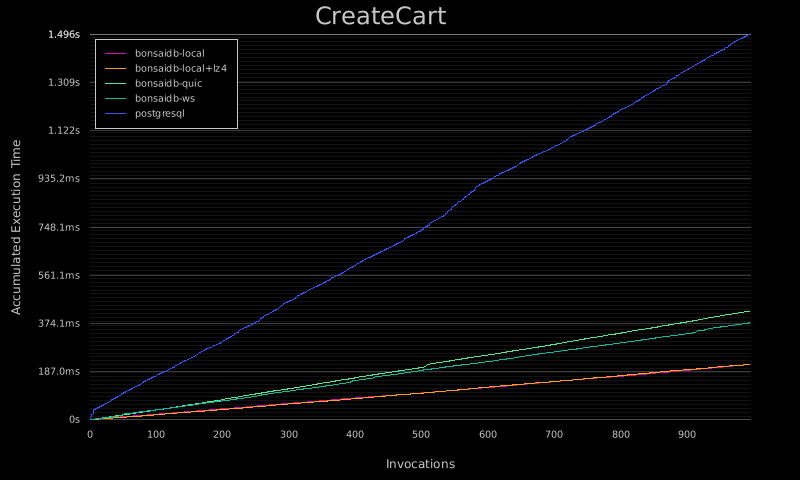 CreateCart
1.496s
bonsaidb-local
bonsaidb-local+lz4
bonsaidb-quic
bonsaidb-ws
postgresql
1.309s
1.122s
935.2ms
748.1ms
561.1ms
374.1ms
187.0ms
0s
Accumulated Execution Time
0 100 200 300 400 500 600 700 800 900
Invocations